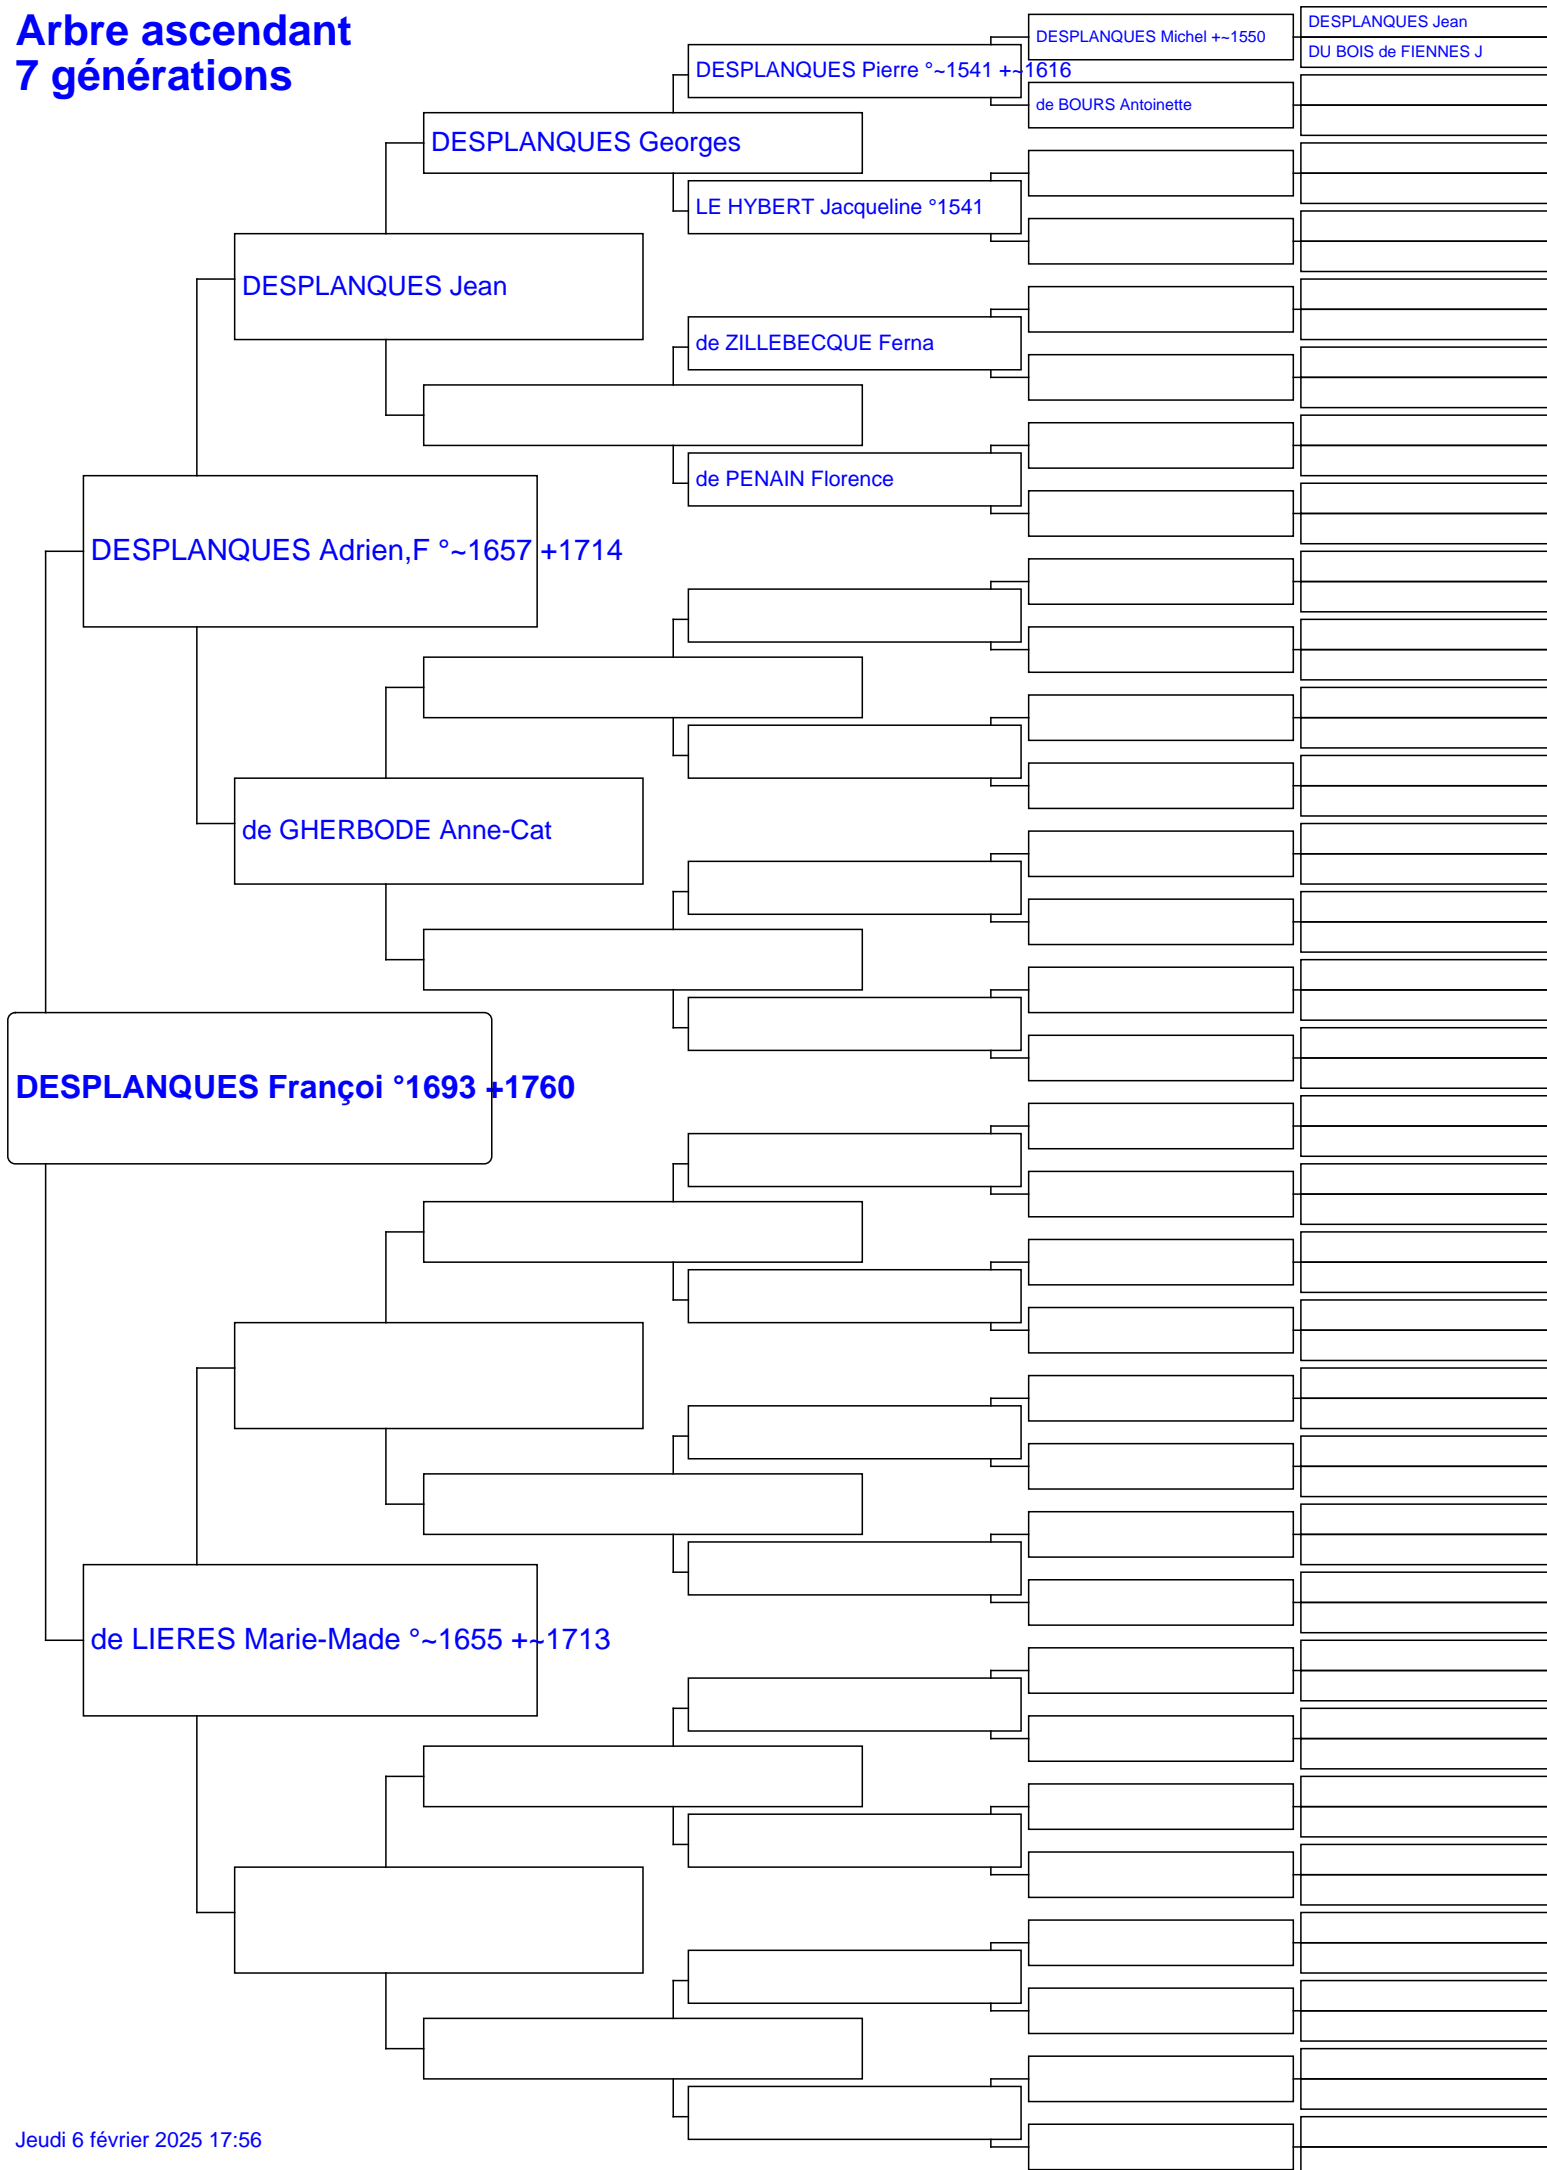 Arbre ascendant
7 générations
DESPLANQUES Jean
DU BOIS de FIENNES J
DESPLANQUES Michel +~1550
DESPLANQUES Pierre °~1541 +~1616
de BOURS Antoinette
DESPLANQUES Georges
LE HYBERT Jacqueline °1541
DESPLANQUES Jean
de ZILLEBECQUE Ferna
de PENAIN Florence
DESPLANQUES Adrien,F °~1657 +1714
de GHERBODE Anne-Cat
DESPLANQUES Françoi °1693 +1760
de LIERES Marie-Made °~1655 +~1713
Jeudi 6 février 2025 17:56